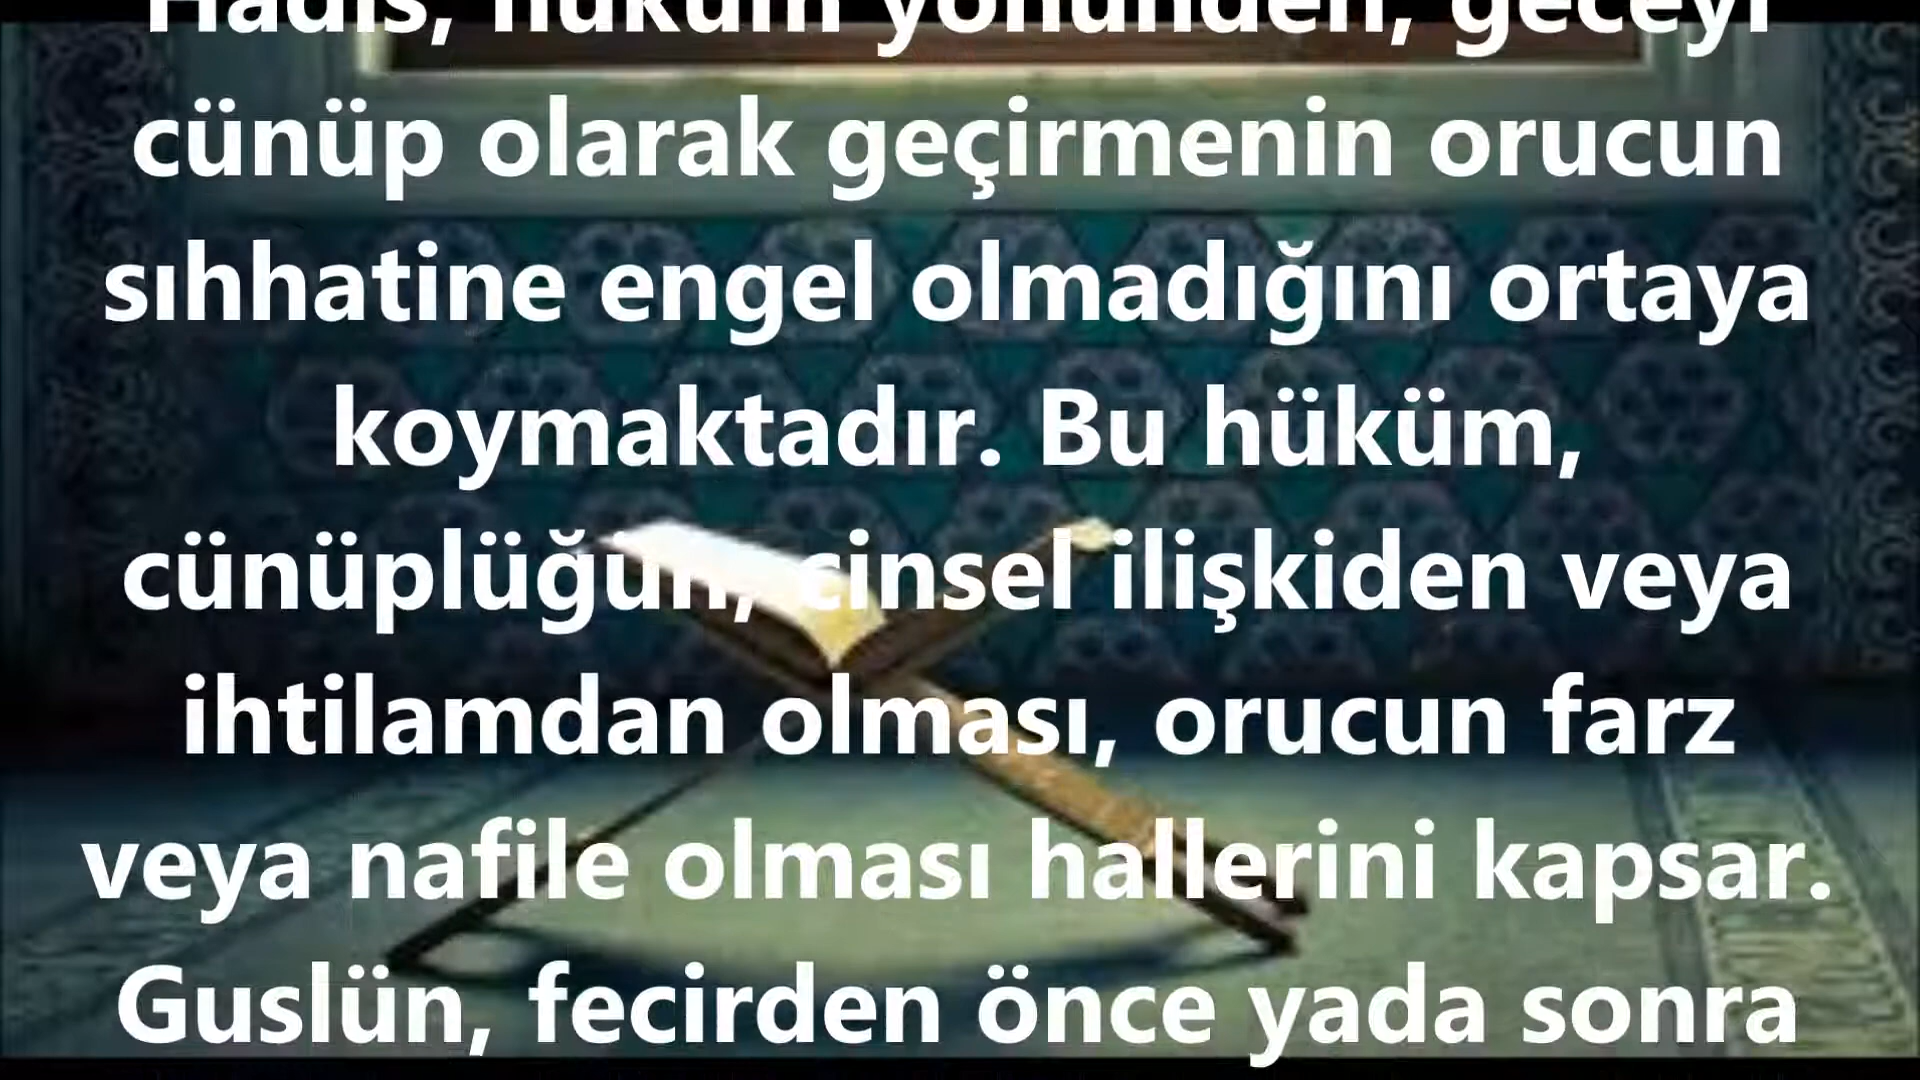 Hadis, hüküm yönünden, geceyi
cünüp olarak geçirmenin orucun
sıhhatine engel olmadığını ortaya
koymaktadır. Bu hüküm,
cünüplüğün, cinsel ilişkiden veya
ihtilamdan olması, orucun farz
veya nafile olması hallerini kapsar.
Guslün, fecirden önce yada sonra